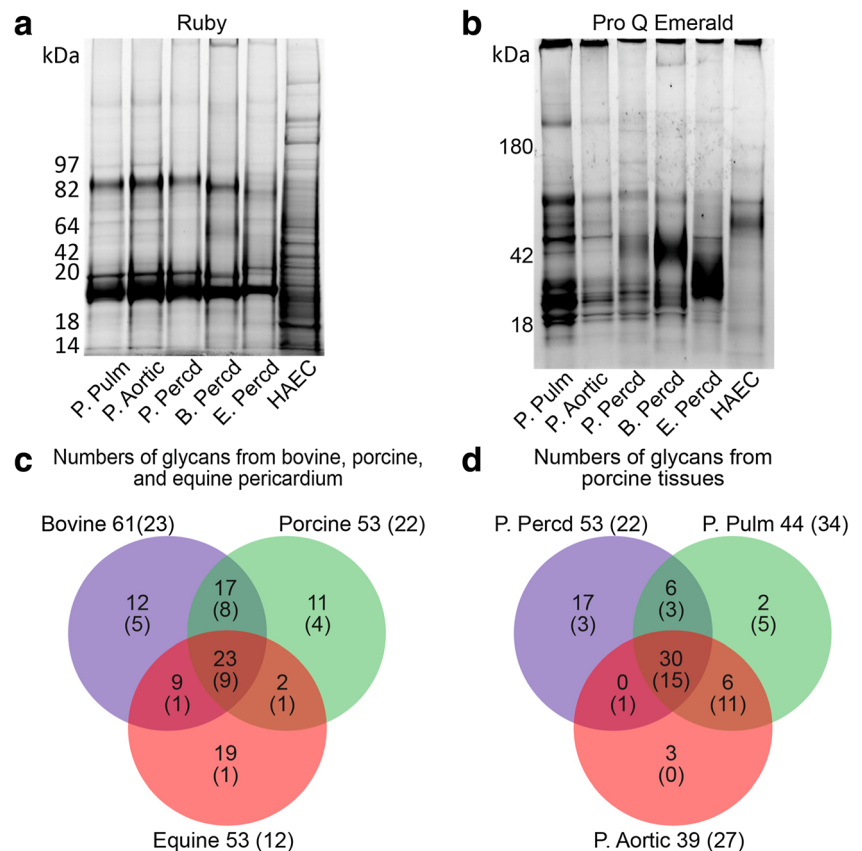 a
Ruby
kDa
97
82
64
42
20
18
14
P. Pulm
P. Aortic
P. Percd
B. Percd
E. Percd
HAEC
b
Pro Q Emerald
kDa
180
42
18
P. Pulm
P. Aortic
P. Percd
B. Percd
E. Percd
HAEC
c
Numbers of glycans from bovine, porcine,
and equine pericardium
Bovine 61(23)
Porcine 53 (22)
12
(5)
17
(8)
11
(4)
23
(9)
9
(1)
2
(1)
19
(1)
Equine 53 (12)
d
Numbers of glycans from
porcine tissues
P. Percd 53 (22)
P. Pulm 44 (34)
17
(3)
6
(3)
2
(5)
30
(15)
0
(1)
6
(11)
3
(0)
P. Aortic 39 (27)